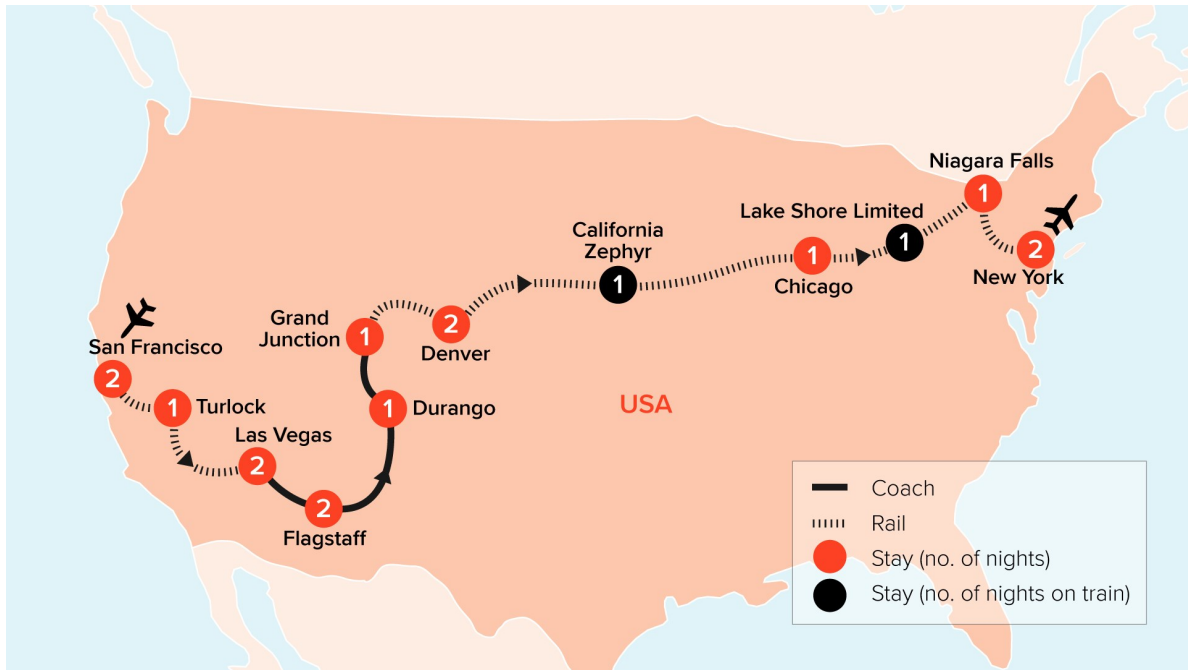 Niagara Falls
1
Lake Shore Limited
1
2
New York
California
Zephyr
1
1
Chicago
Grand
Junction
1
2
Denver
San Francisco
2
1
Turlock
1
Durango
USA
Las Vegas
2
2
Flagstaff
Coach
Rail
Stay (no. of nights)
Stay (no. of nights on train)